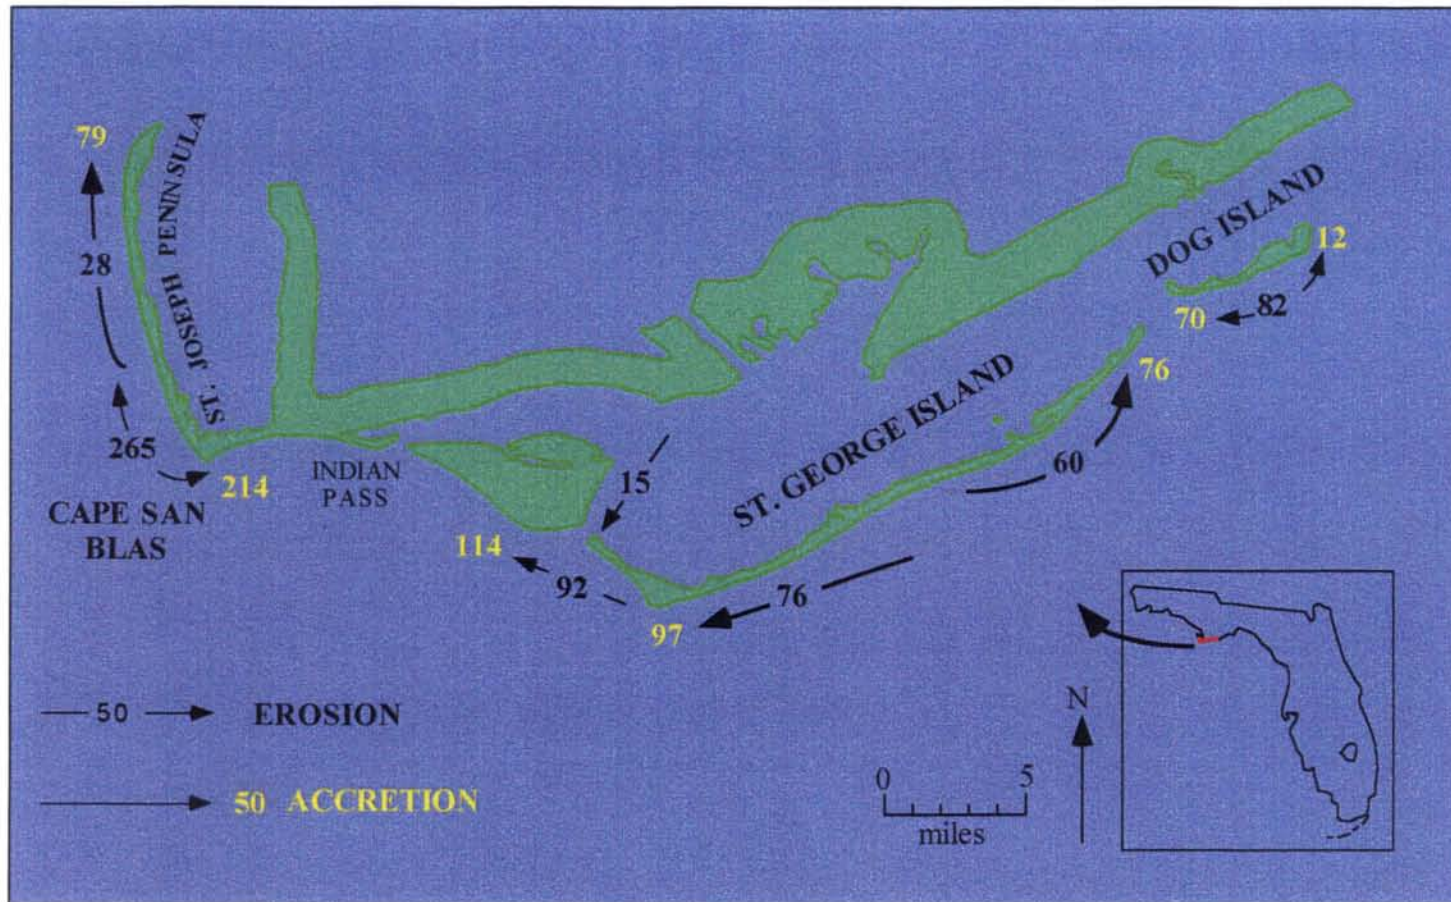 79
ST. JOSEPH PENINSULA
28
265
214
CAPE SAN
BLAS
INDIAN
PASS
114
15
92
97
76
ST. GEORGE ISLAND
60
76
DOG ISLAND
12
70
82
50 EROSION
50 ACCRETION
0 5
miles
N